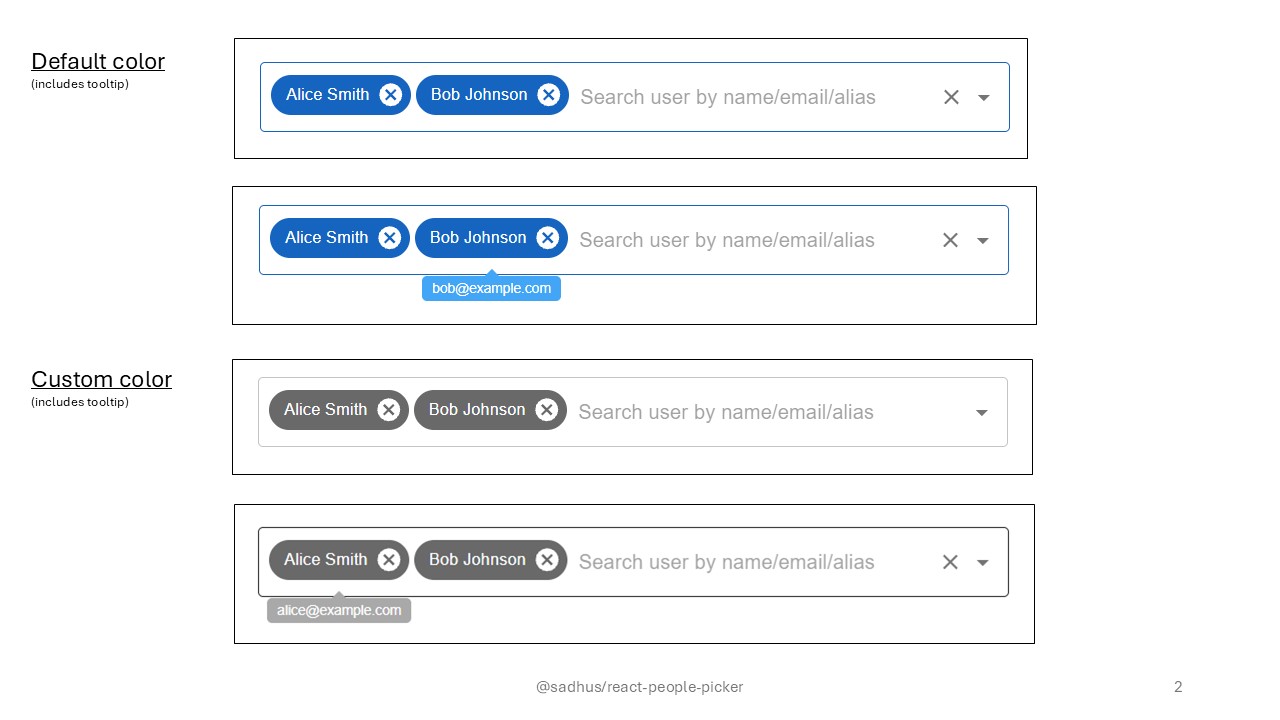 Default color
(includes tooltip)
Alice Smith Bob Johnson Search user by name/email/alias
Alice Smith Bob Johnson Search user by name/email/alias
bob@example.com
Custom color
(includes tooltip)
Alice Smith Bob Johnson Search user by name/email/alias
Alice Smith Bob Johnson Search user by name/email/alias
alice@example.com
@sadhus/react-people-picker 2